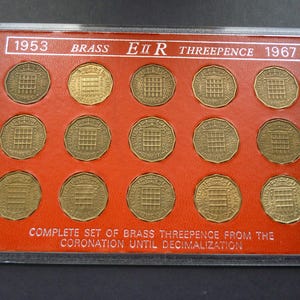 1953 BRASS EIIR THREEPENCE 1967
COMPLETE SET OF BRASS THREEPENCE FROM THE
CORONATION UNTIL DECIMALIZATION